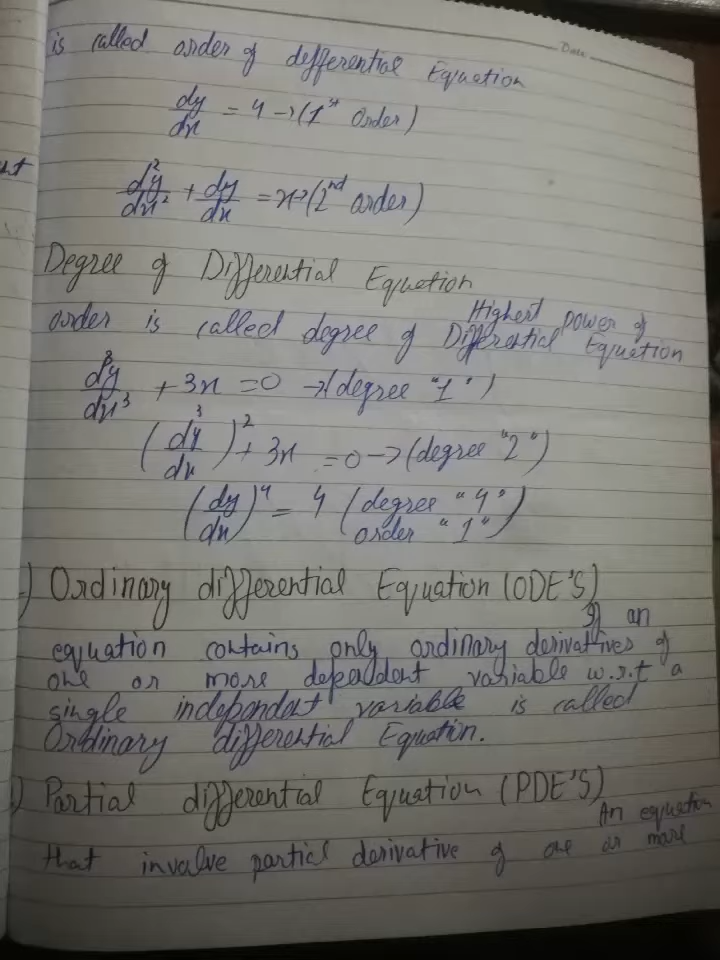 Date
is called order of defferential Equation
dy/dx = 4 → (1st order)
d²y/dx² + dy/dx = x → (2nd order)
Degree of Differential Equation
Highest power of
order is called degree of Differential Equation
d³y/dx³ + 3x = 0 → (degree "1")
(d³y/dx)² + 3x = 0 → (degree "2")
(dy/dx)⁴ = 4 (degree "4"
order "1")
) Ordinary differential Equation (ODE'S)
If an
equation contains only ordinary derivatives of
one or more dependent variable w.r.t a
single independent variable is called
Ordinary differential Equation.
) Partial differential Equation (PDE'S)
An equation
that involve partial derivative of one or more